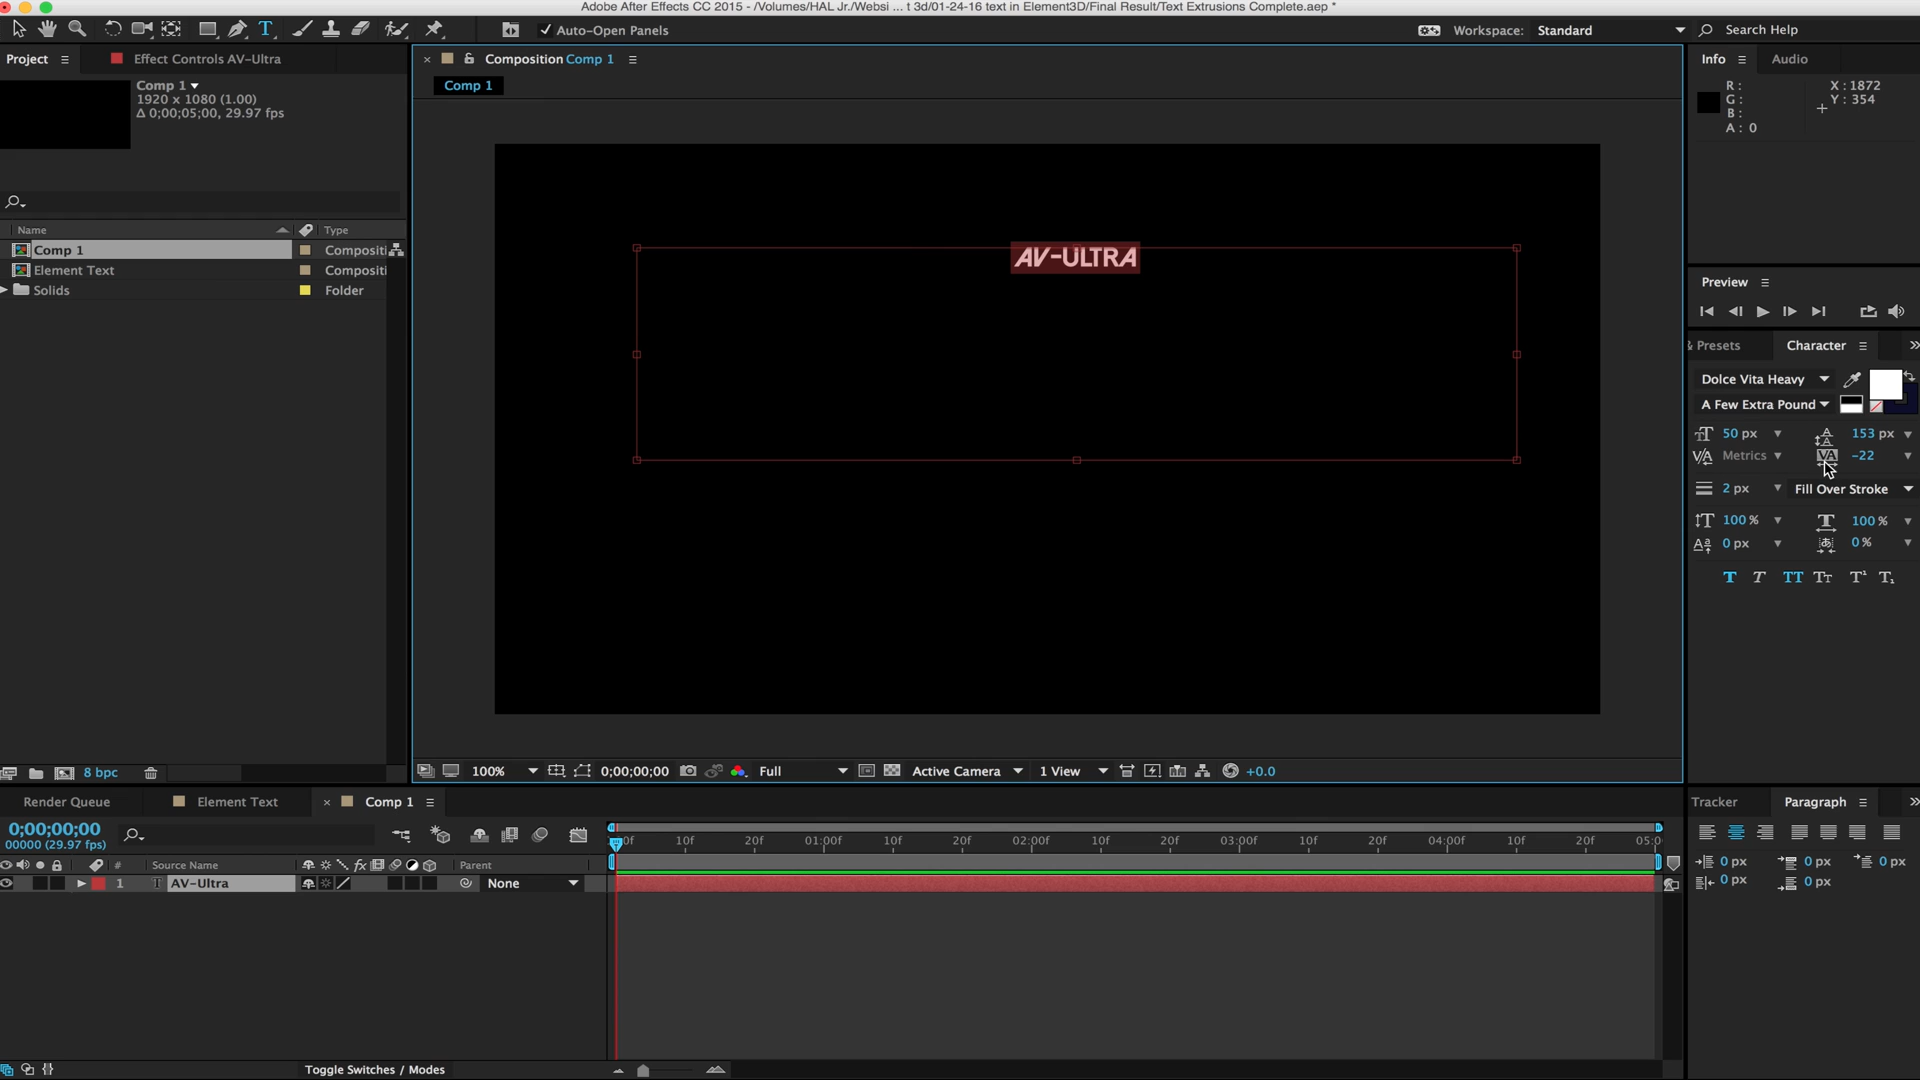 Adobe After Effects CC 2015 - /Volumes/HAL Jr./Websi ... t 3d/01-24-16 text in Element3D/Final Result/Text Extrusions Complete.aep *
Auto-Open Panels
Workspace: Standard
Search Help
Project
Effect Controls AV-Ultra
Composition Comp 1
Info
Audio
Comp 1
1920 x 1080 (1.00)
Δ 0;00;05;00, 29.97 fps
Comp 1
R :
G :
B :
A : 0
X : 1872
Y : 354
Name
Type
Comp 1
Compositi
Element Text
Compositi
Solids
Folder
AV-ULTRA
Preview
& Presets
Character
Dolce Vita Heavy
A Few Extra Pound
50 px
153 px
Metrics
-22
2 px
Fill Over Stroke
100 %
100 %
0 px
0 %
8 bpc
100%
0;00;00;00
Full
Active Camera
1 View
+0.0
Render Queue
Element Text
Comp 1
Tracker
Paragraph
0;00;00;00
00000 (29.97 fps)
:00f 10f 20f 01:00f 10f 20f 02:00f 10f 20f 03:00f 10f 20f 04:00f 10f 20f 05:0
# Source Name
Parent
1 T AV-Ultra
None
0 px
0 px
0 px
0 px
0 px
Toggle Switches / Modes